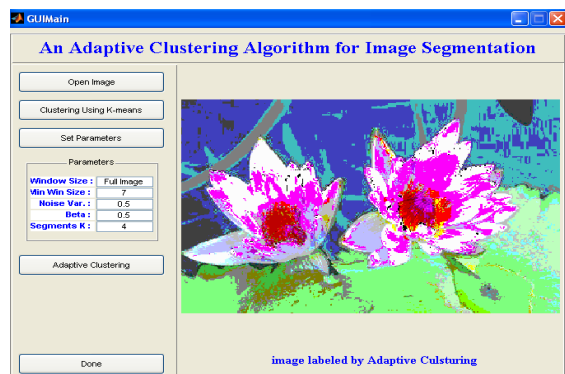 GUIMain
An Adaptive Clustering Algorithm for Image Segmentation
Open Image
Clustering Using K-means
Set Parameters
Parameters
Window Size : Full Image
Min Win Size : 7
Noise Var. : 0.5
Beta : 0.5
Segments K : 4
Adaptive Clustering
Done
image labeled by Adaptive Culsturing